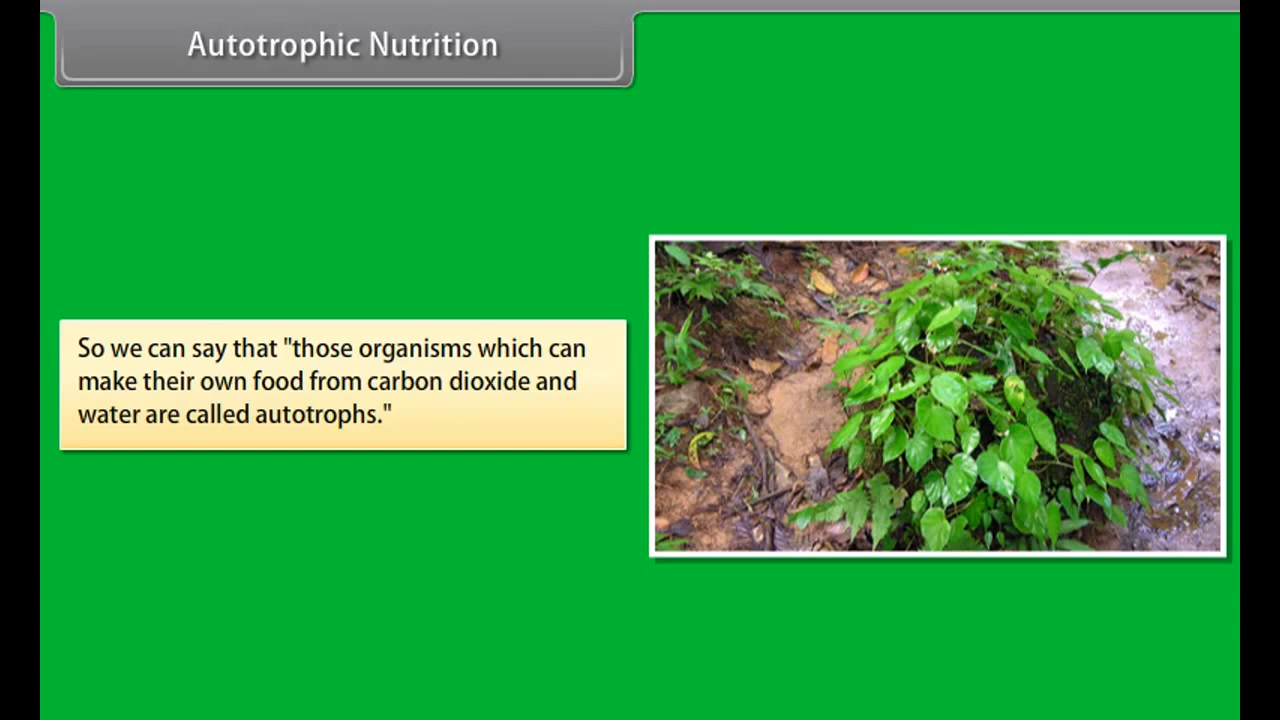 Autotrophic Nutrition
So we can say that "those organisms which can
make their own food from carbon dioxide and
water are called autotrophs."